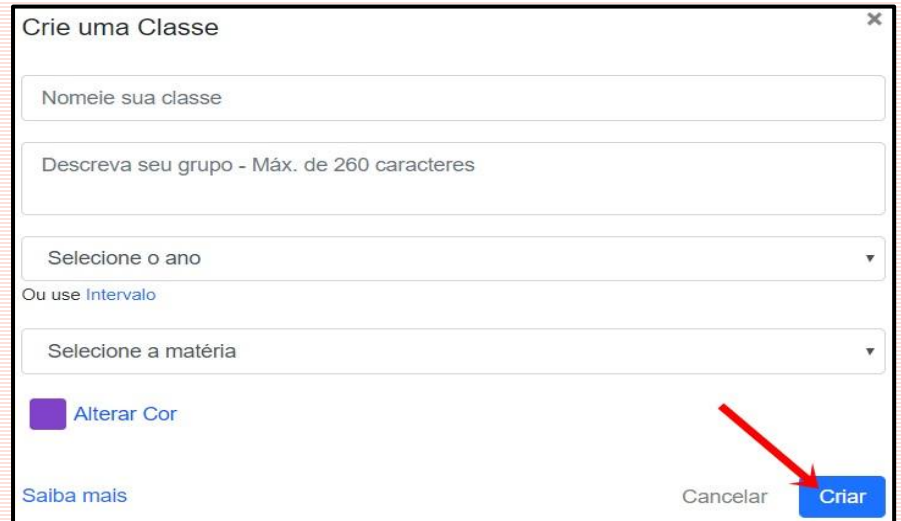 Crie uma Classe ×
Nomeie sua classe
Descreva seu grupo - Máx. de 260 caracteres
Selecione o ano
Ou use Intervalo
Selecione a matéria
Alterar Cor
Saiba mais Cancelar Criar